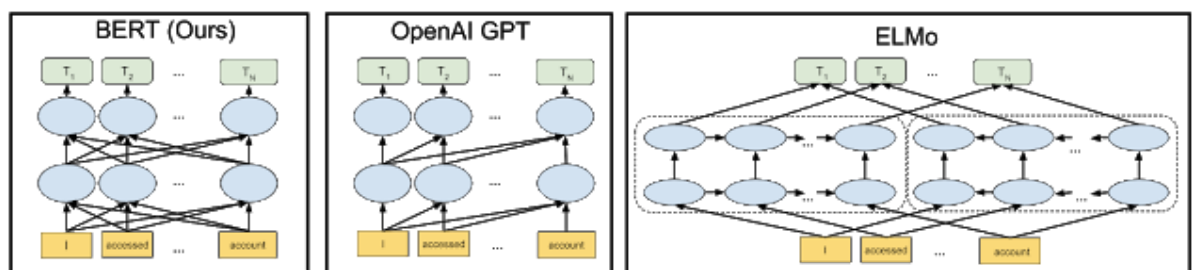 BERT (Ours)
T1 T2 ... TN
...
...
I accessed ... account
OpenAI GPT
T1 T2 ... TN
...
...
I accessed ... account
ELMo
T1 T2 ... TN
... ...
... ...
I accessed ... account